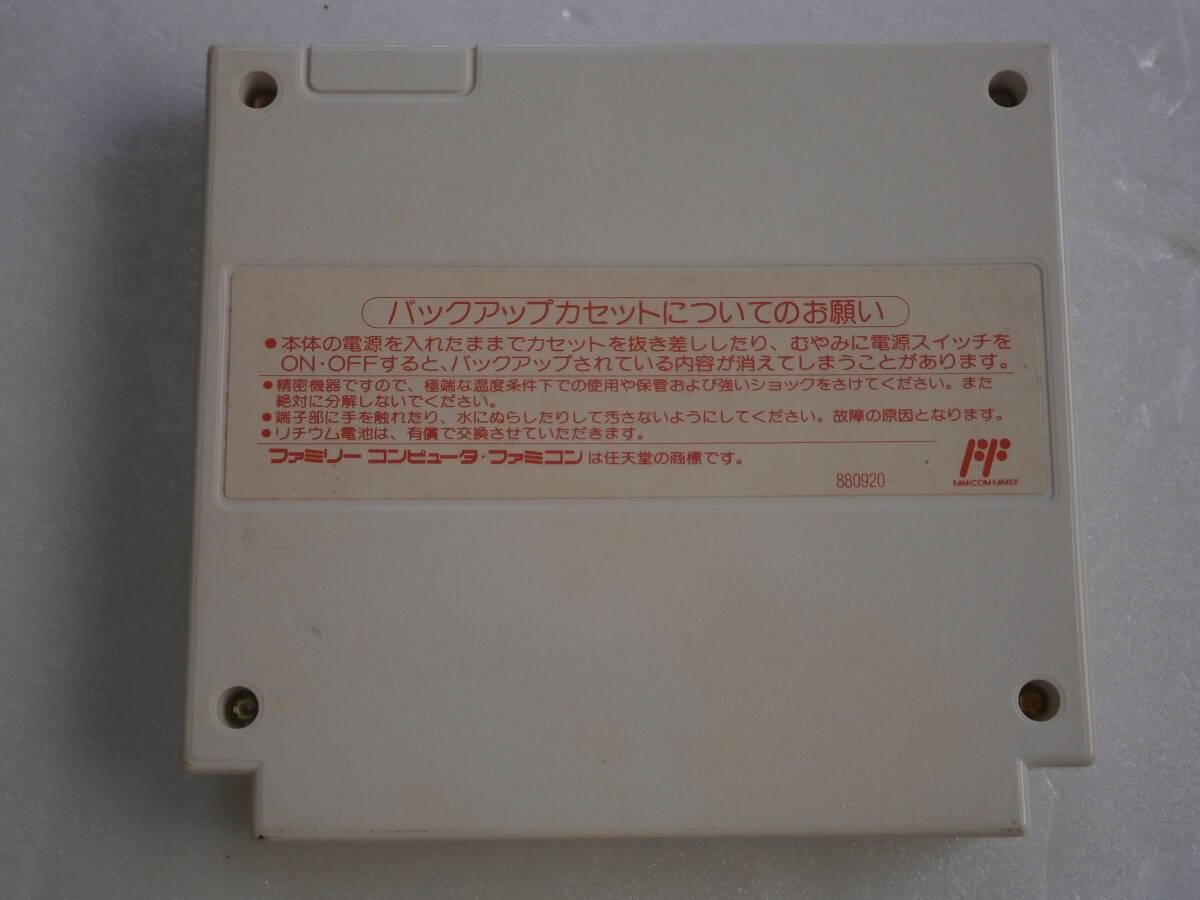 バックアップカセットについてのお願い
●本体の電源を入れたままでカセットを抜き差ししたり、むやみに電源スイッチを
ON・OFFすると、バックアップされている内容が消えてしまうことがあります。
●精密機器ですので、極端な温度条件下での使用や保管および強いショックをさけてください。また
絶対に分解しないでください。
●端子部に手を触れたり、水にぬらしたりして汚さないようにしてください。故障の原因となります。
●リチウム電池は、有償で交換させていただきます。
ファミリー コンピュータ・ファミコンは任天堂の商標です。
880920
FAMICOM FAMILY